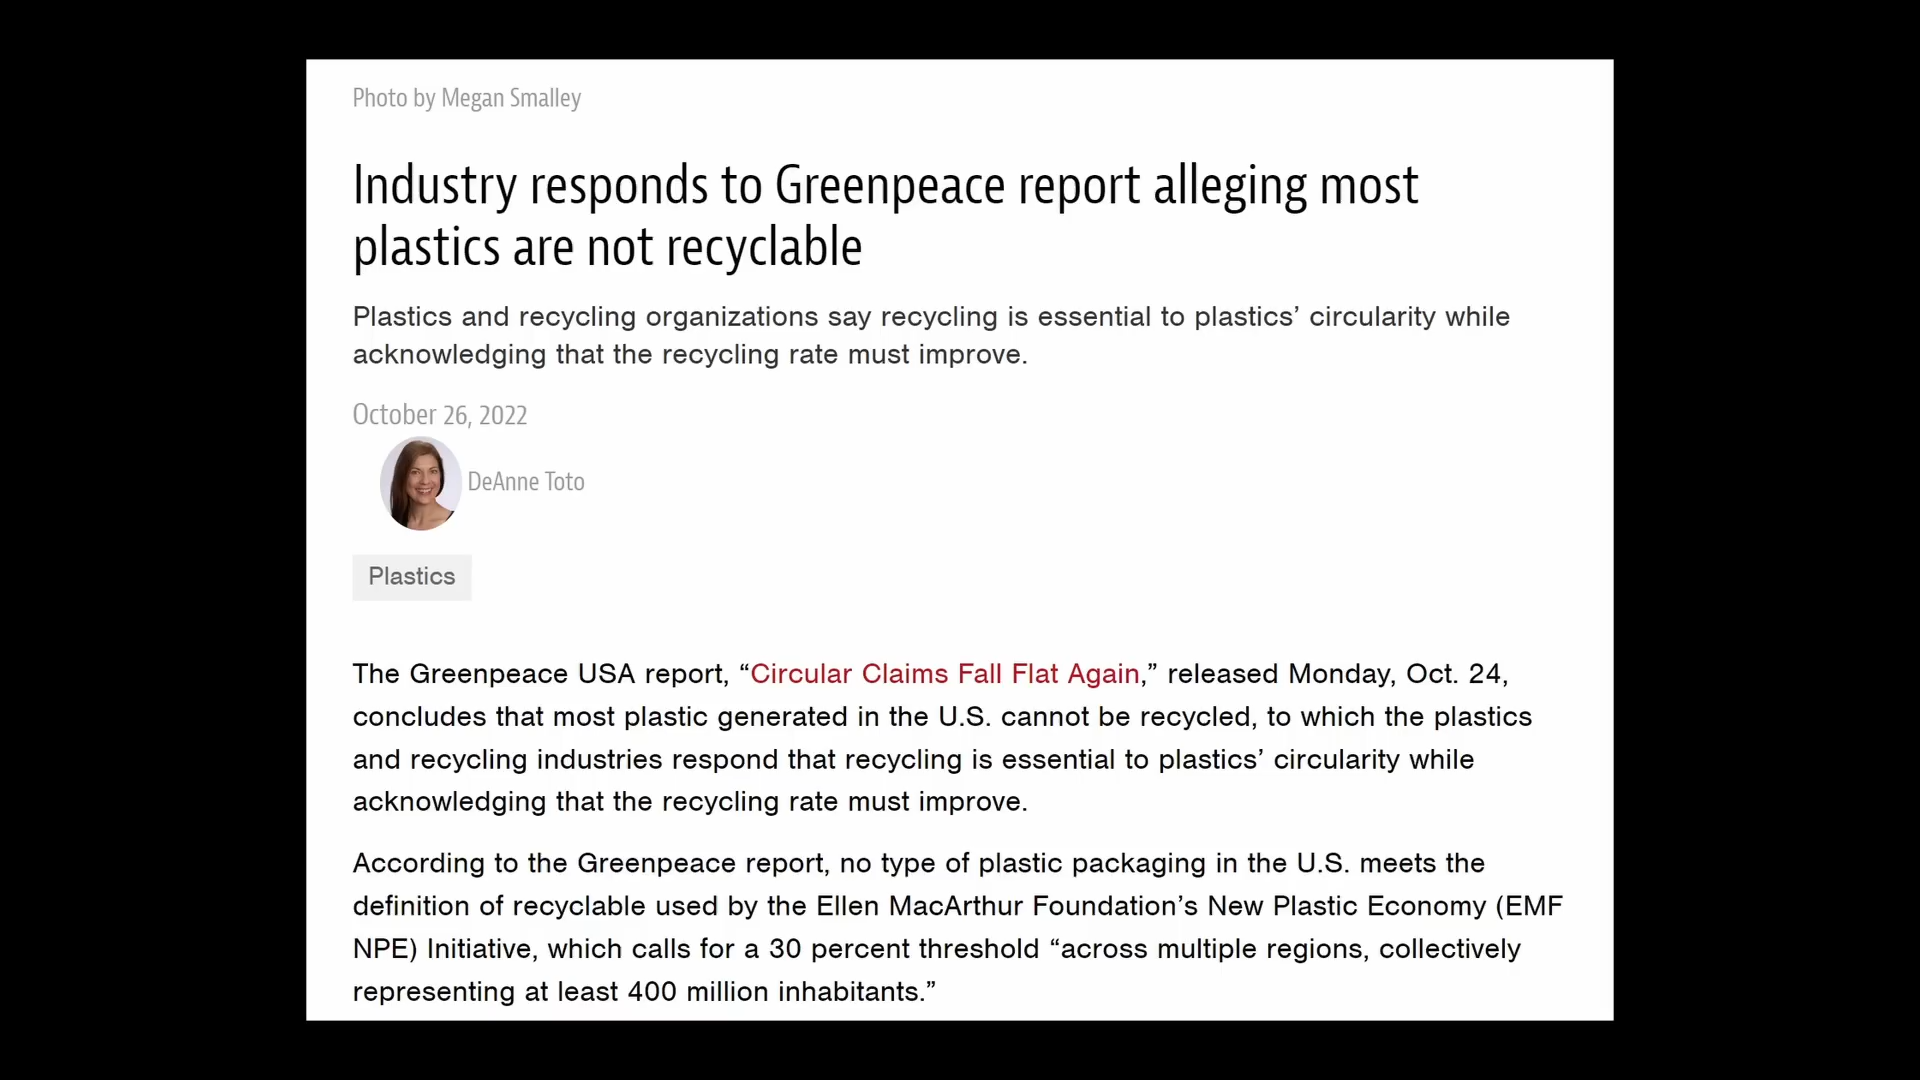 Photo by Megan Smalley
Industry responds to Greenpeace report alleging most
plastics are not recyclable
Plastics and recycling organizations say recycling is essential to plastics’ circularity while
acknowledging that the recycling rate must improve.
October 26, 2022
DeAnne Toto
Plastics
The Greenpeace USA report, “Circular Claims Fall Flat Again,” released Monday, Oct. 24,
concludes that most plastic generated in the U.S. cannot be recycled, to which the plastics
and recycling industries respond that recycling is essential to plastics’ circularity while
acknowledging that the recycling rate must improve.
According to the Greenpeace report, no type of plastic packaging in the U.S. meets the
definition of recyclable used by the Ellen MacArthur Foundation’s New Plastic Economy (EMF
NPE) Initiative, which calls for a 30 percent threshold “across multiple regions, collectively
representing at least 400 million inhabitants.”